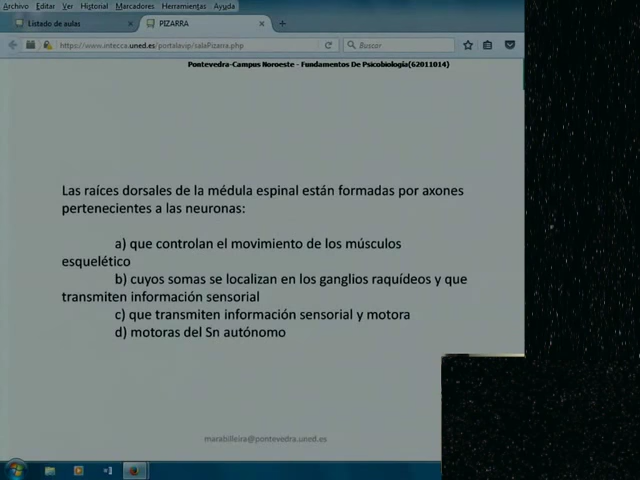 Archivo Editar Ver Historial Marcadores Herramientas Ayuda
Listado de aulas
PIZARRA
https://www.intecca.uned.es/portalavip/salaPizarra.php
Buscar
Pontevedra-Campus Noroeste - Fundamentos De Psicobiología(62011014)
Las raíces dorsales de la médula espinal están formadas por axones
pertenecientes a las neuronas:
a) que controlan el movimiento de los músculos
esquelético
b) cuyos somas se localizan en los ganglios raquídeos y que
transmiten información sensorial
c) que transmiten información sensorial y motora
d) motoras del Sn autónomo
marabilleira@pontevedra.uned.es